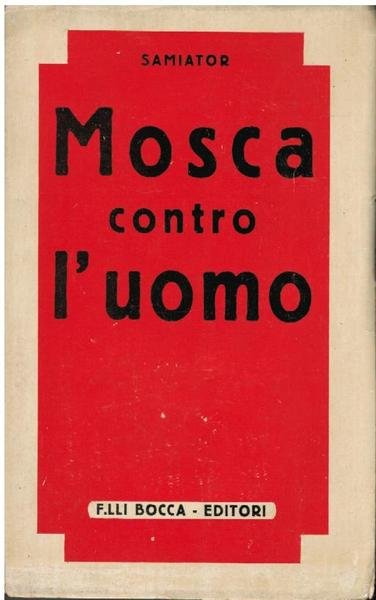 SAMIATOR
Mosca
contro
l'uomo
F.LLI BOCCA - EDITORI